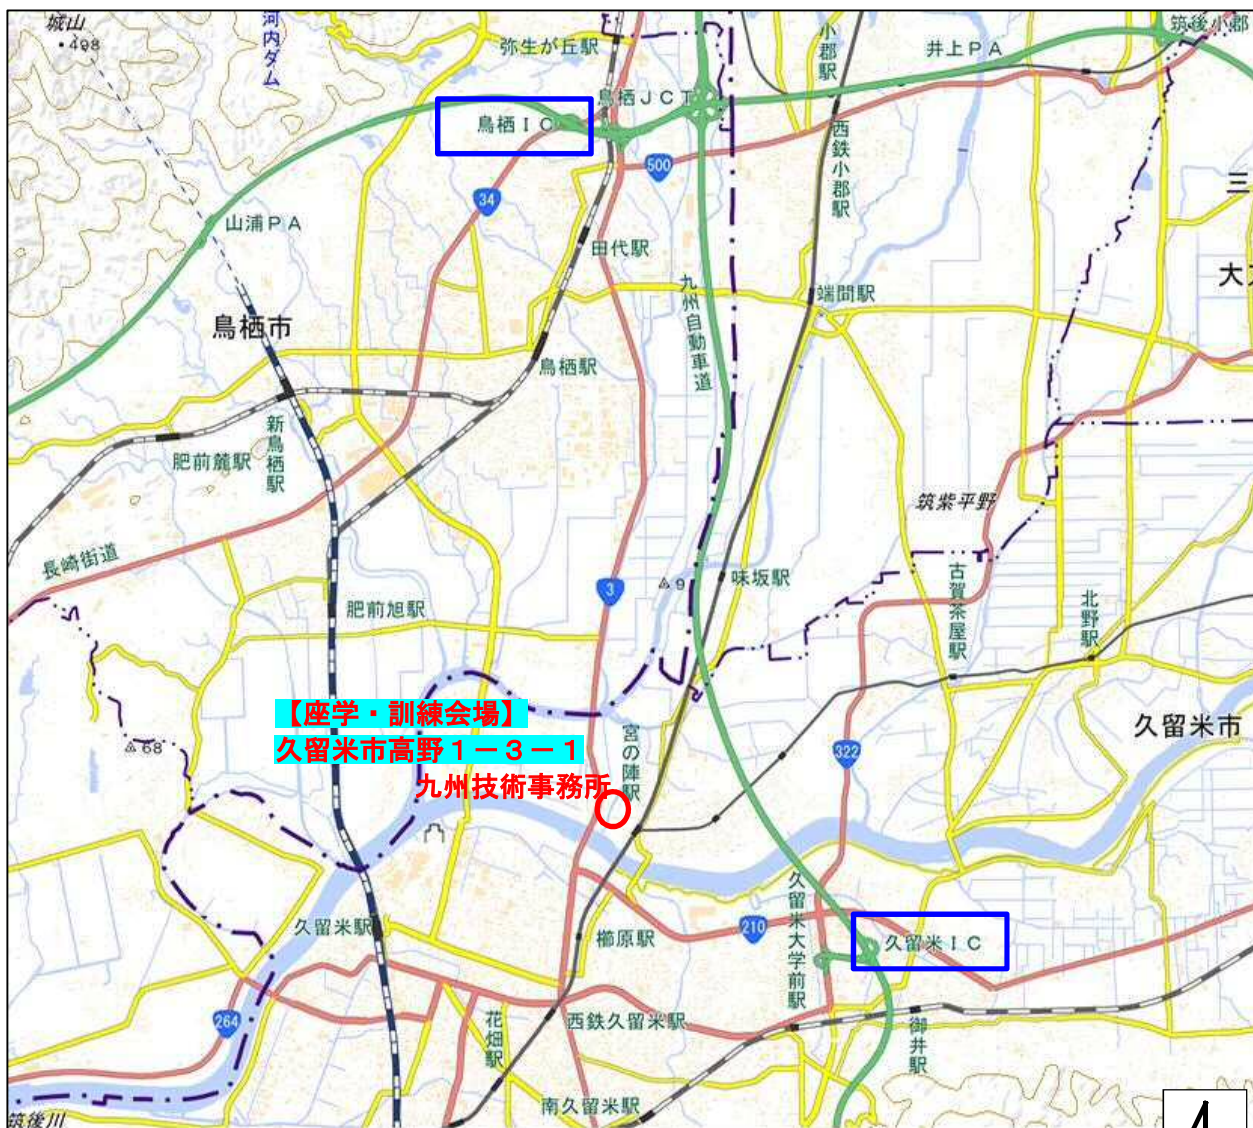 城山
・498
河内ダム
弥生が丘駅
小郡駅
井上PA
筑後小郡
鳥栖JCT
鳥栖IC
西鉄小郡駅
500
34
三
山浦PA
田代駅
九州自動車道
端間駅
鳥栖市
鳥栖駅
新鳥栖駅
肥前麓駅
筑紫平野
長崎街道
3
9
味坂駅
古賀茶屋駅
北野駅
肥前旭駅
【座学・訓練会場】
久留米市高野1-3-1
九州技術事務所
宮の陣駅
68
322
久留米市
久留米駅
櫛原駅
210
久留米大学前駅
久留米IC
264
花畑駅
西鉄久留米駅
御井駅
南久留米駅
筑後川
4